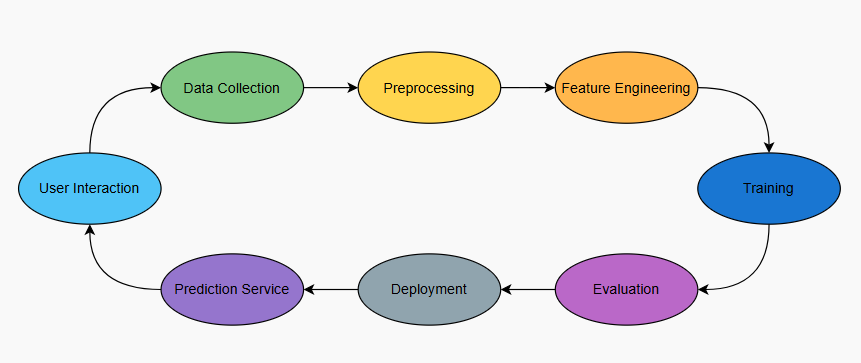 Data Collection
Preprocessing
Feature Engineering
User Interaction
Training
Prediction Service
Deployment
Evaluation